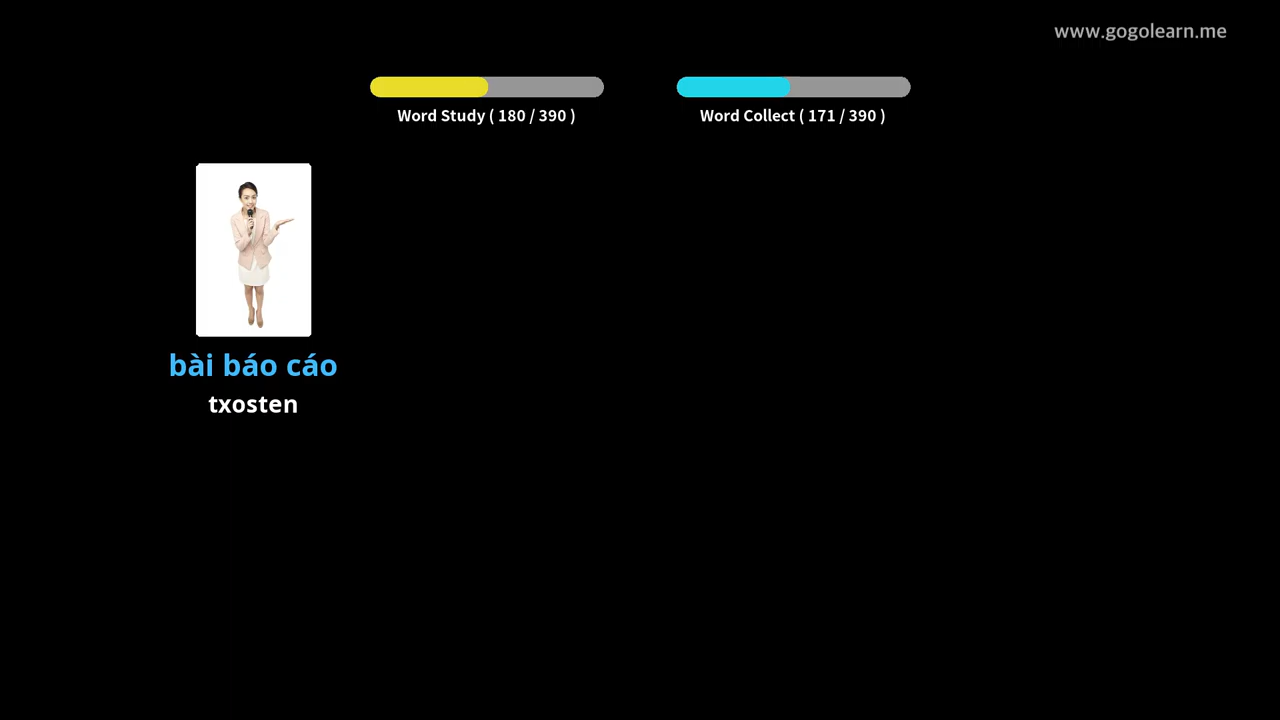 www.gogolearn.me
Word Study ( 180 / 390 )
Word Collect ( 171 / 390 )
bài báo cáo
txosten